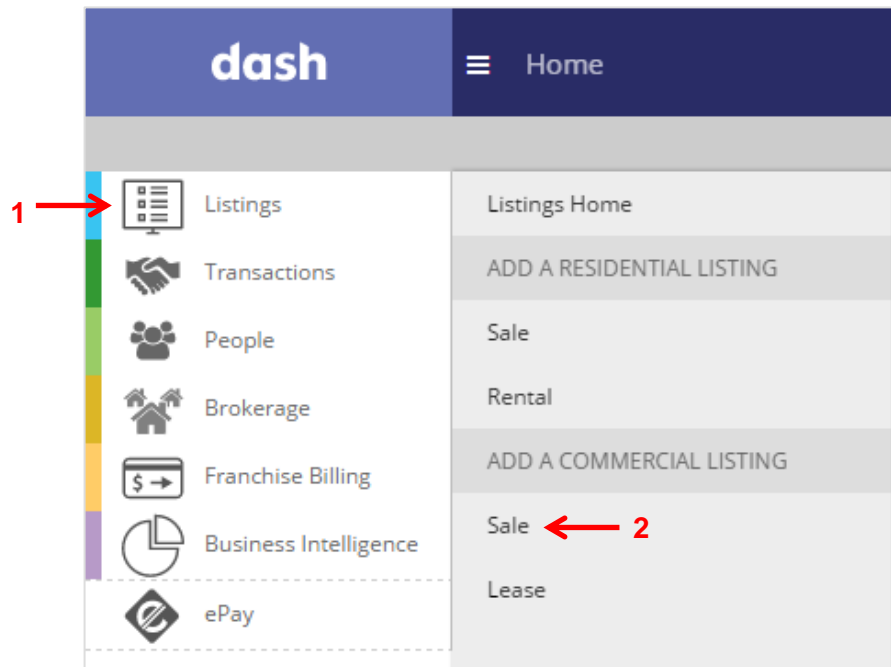 dash
Home
1
Listings
Transactions
People
Brokerage
$
Franchise Billing
Business Intelligence
e
ePay
Listings Home
ADD A RESIDENTIAL LISTING
Sale
Rental
ADD A COMMERCIAL LISTING
Sale
2
Lease